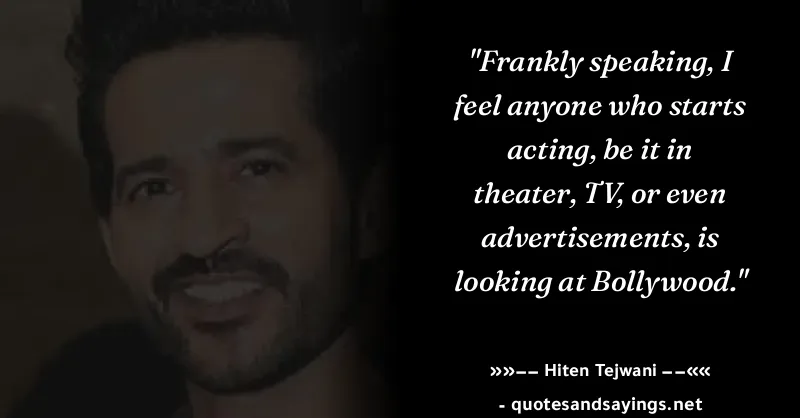 "Frankly speaking, I
feel anyone who starts
acting, be it in
theater, TV, or even
advertisements, is
looking at Bollywood."
»»–– Hiten Tejwani ––««
- quotesandsayings.net